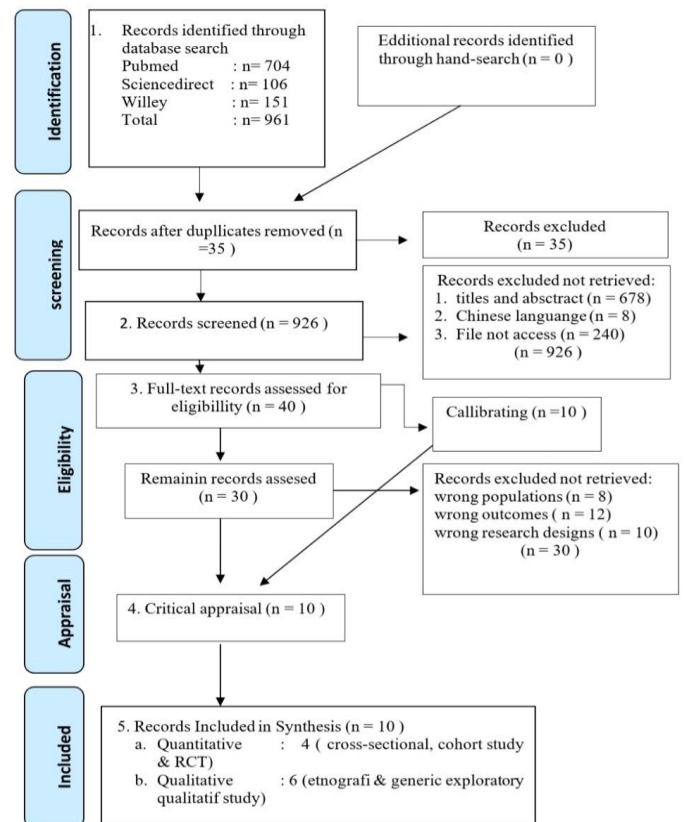 Identification
1. Records identified through
database search
Pubmed : n= 704
Sciencedirect : n= 106
Willey : n= 151
Total : n= 961
Edditional records identified
through hand-search (n = 0 )
screening
Records after dupllicates removed (n
=35 )
Records excluded
(n = 35)
2. Records screened (n = 926 )
Records excluded not retrieved:
1. titles and absctract (n = 678)
2. Chinese languange (n = 8)
3. File not access (n = 240)
(n = 926 )
Eligibility
3. Full-text records assessed for
eligibillity (n = 40 )
Callibrating (n =10 )
Remainin records assesed
(n = 30 )
Records excluded not retrieved:
wrong populations (n = 8)
wrong outcomes ( n = 12)
wrong research designs ( n = 10)
(n = 30 )
Appraisal
4. Critical appraisal (n = 10 )
Included
5. Records Included in Synthesis (n = 10 )
a. Quantitative : 4 ( cross-sectional, cohort study
& RCT)
b. Qualitative : 6 (etnografi & generic exploratory
qualitatif study)